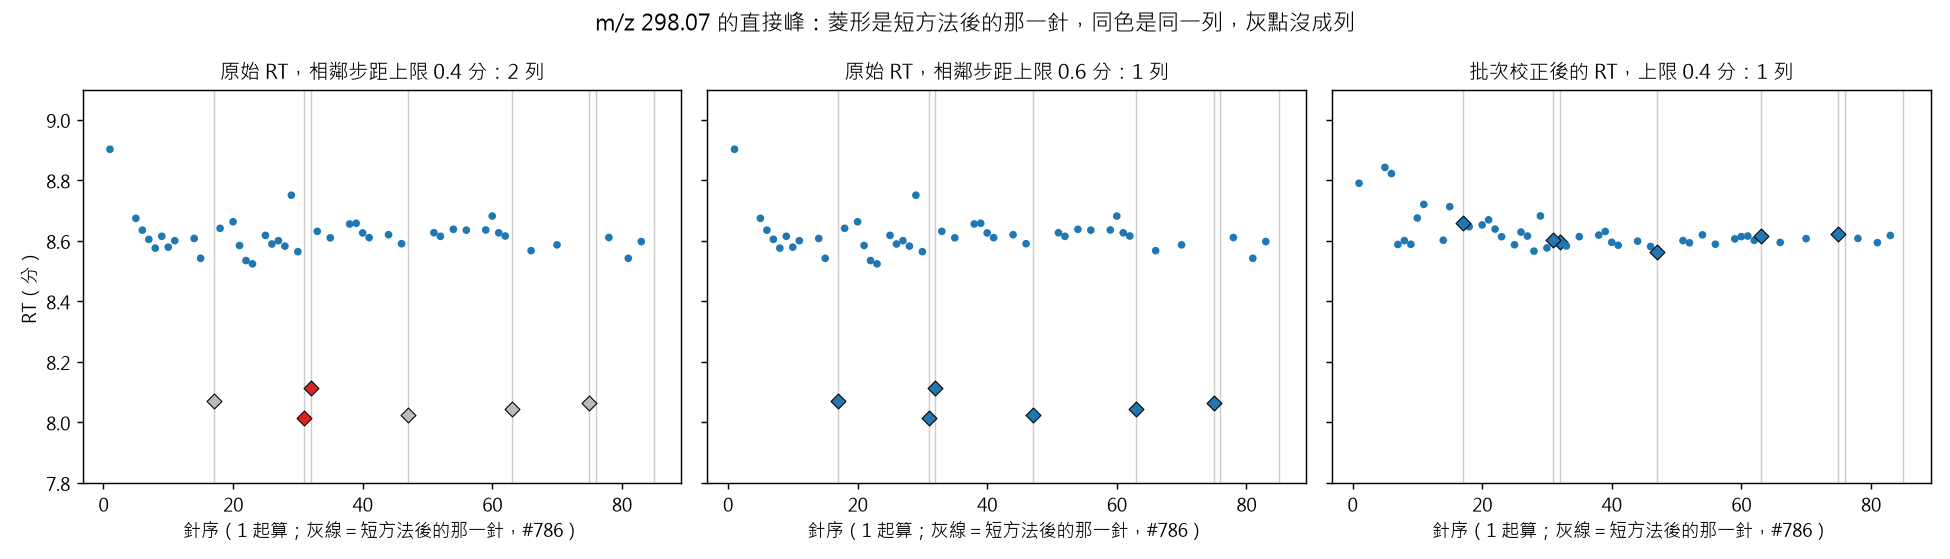 m/z 298.07 的直接峰：菱形是短方法後的那一針，同色是同一列，灰點沒成列
原始 RT，相鄰步距上限 0.4 分：2 列
原始 RT，相鄰步距上限 0.6 分：1 列
批次校正後的 RT，上限 0.4 分：1 列
RT（分）
9.0
8.8
8.6
8.4
8.2
8.0
7.8
0 20 40 60 80
0 20 40 60 80
0 20 40 60 80
針序（1 起算；灰線＝短方法後的那一針，#786）
針序（1 起算；灰線＝短方法後的那一針，#786）
針序（1 起算；灰線＝短方法後的那一針，#786）